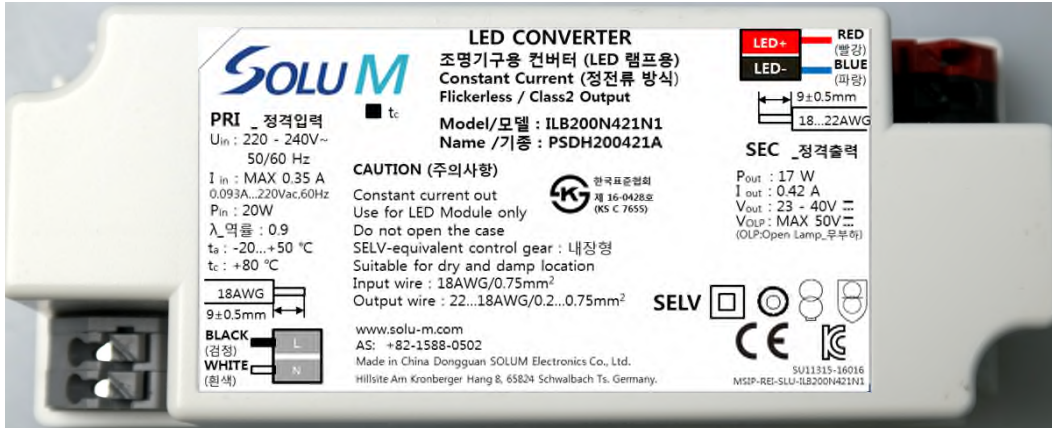 SOLU M
tc
LED CONVERTER
조명기구용 컨버터 (LED 램프용)
Constant Current (정전류 방식)
Flickerless / Class2 Output
Model/모델 : ILB200N421N1
Name /기종 : PSDH200421A
PRI _ 정격입력
Uin : 220 - 240V~
50/60 Hz
I in : MAX 0.35 A
0.093A...220Vac,60Hz
Pin : 20W
λ_역률 : 0.9
ta : -20...+50 ℃
tc : +80 ℃
18AWG
9±0.5mm
BLACK
(검정)
L
WHITE
(흰색)
N
CAUTION (주의사항)
Constant current out
Use for LED Module only
Do not open the case
SELV-equivalent control gear : 내장형
Suitable for dry and damp location
Input wire : 18AWG/0.75mm²
Output wire : 22...18AWG/0.2...0.75mm²
한국표준협회
제 16-0428호
(KS C 7655)
www.solu-m.com
AS: +82-1588-0502
Made in China Dongguan SOLUM Electronics Co., Ltd.
Hillsite Am Kronberger Hang 8, 65824 Schwalbach Ts. Germany.
LED+
RED
(빨강)
LED-
BLUE
(파랑)
9±0.5mm
18...22AWG
SEC _정격출력
Pout : 17 W
I out : 0.42 A
Vout : 23 - 40V
VOLP : MAX 50V
(OLP:Open Lamp_무부하)
SELV
CE
SU11315-16016
MSIP-REI-SLU-ILB200N421N1